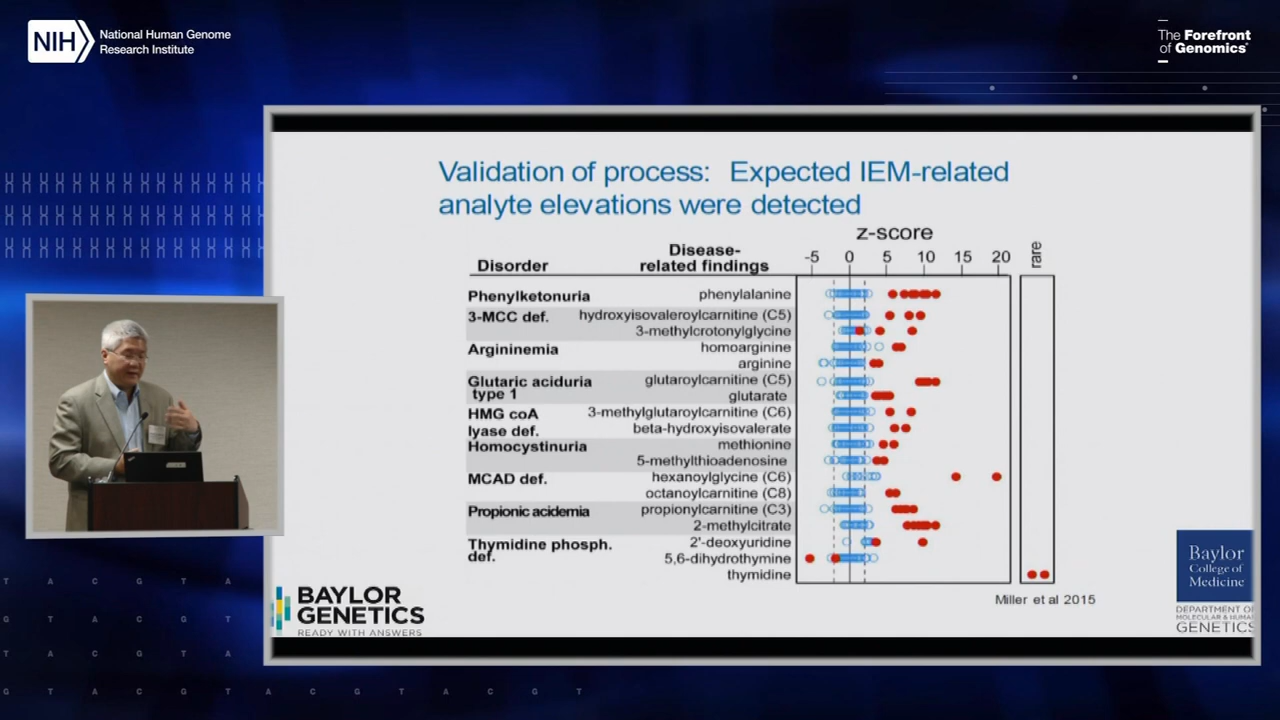 NIH
National Human Genome
Research Institute
The Forefront
of Genomics®
Validation of process: Expected IEM-related
analyte elevations were detected
z-score
Disorder
Disease-
related findings
-5 0 5 10 15 20
rare
Phenylketonuria phenylalanine
3-MCC def. hydroxyisovaleroylcarnitine (C5)
3-methylcrotonylglycine
Argininemia homoarginine
arginine
Glutaric aciduria glutaroylcarnitine (C5)
type 1 glutarate
HMG coA 3-methylglutaroylcarnitine (C6)
lyase def. beta-hydroxyisovalerate
Homocystinuria methionine
5-methylthioadenosine
MCAD def. hexanoylglycine (C6)
octanoylcarnitine (C8)
Propionic acidemia propionylcarnitine (C3)
2-methylcitrate
Thymidine phosph. 2'-deoxyuridine
def. 5,6-dihydrothymine
thymidine
Miller et al 2015
BAYLOR
GENETICS
READY WITH ANSWERS
Baylor
College of
Medicine
DEPARTMENT OF
MOLECULAR & HUMAN
GENETICS
T A C G T A
G T A C G T
T A C G T A
G T A C G T A C G T A C G T